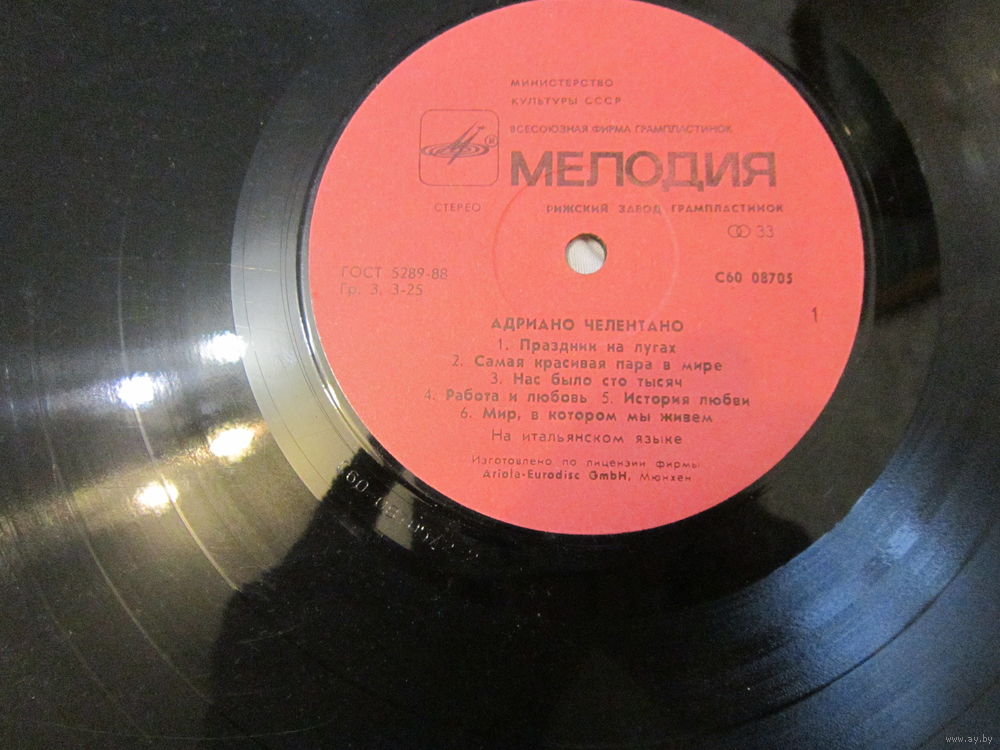 МИНИСТЕРСТВО
КУЛЬТУРЫ СССР
ВСЕСОЮЗНАЯ ФИРМА ГРАМПЛАСТИНОК
®
МЕЛОДИЯ
СТЕРЕО
РИЖСКИЙ ЗАВОД ГРАМПЛАСТИНОК
33
ГОСТ 5289-88
Гр. 3. 3-25
С60 08705
1
АДРИАНО ЧЕЛЕНТАНО
1. Праздник на лугах
2. Самая красивая пара в мире
3. Нас было сто тысяч
4. Работа и любовь 5. История любви
6. Мир, в котором мы живем
На итальянском языке
Изготовлено по лицензии фирмы
Ariola-Eurodisc GmbH, Мюнхен
www.ay.by